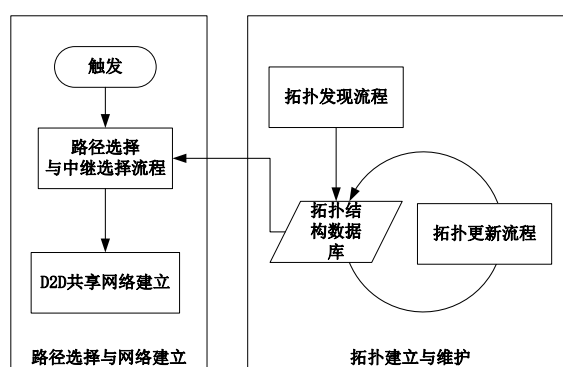 触发
路径选择
与中继选择流程
D2D共享网络建立
路径选择与网络建立
拓扑发现流程
拓扑结
构数据
库
拓扑更新流程
拓扑建立与维护